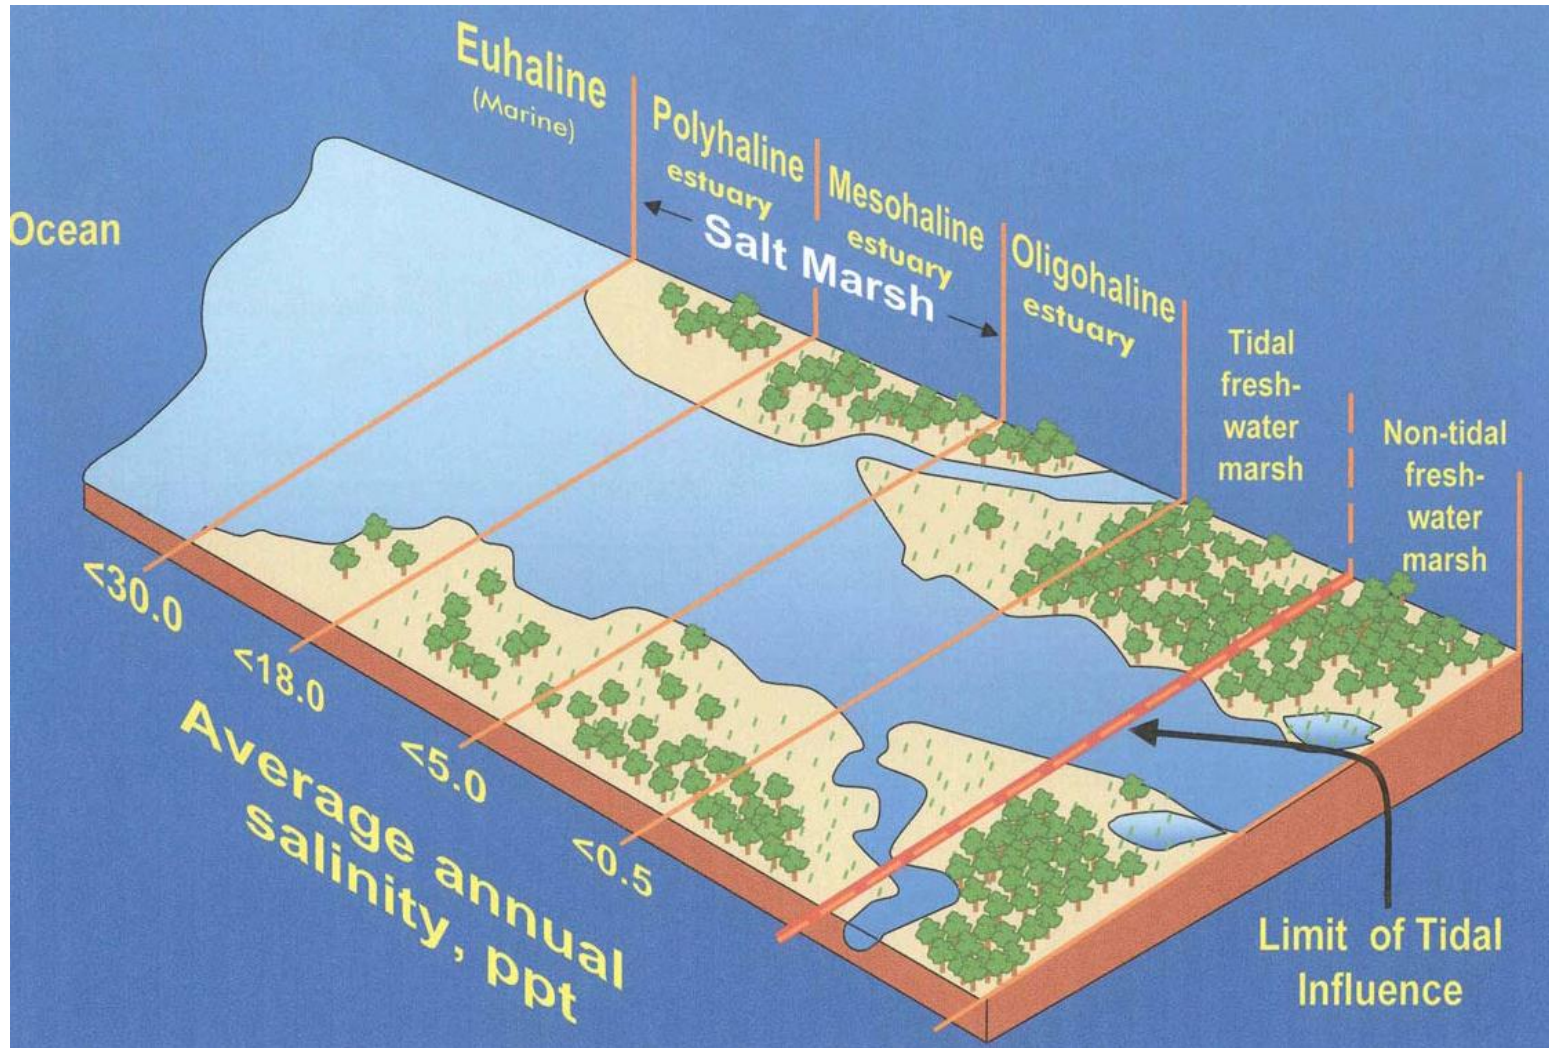 Euhaline
(Marine)
Polyhaline
estuary
Mesohaline
estuary
Salt Marsh
Oligohaline
estuary
Ocean
Tidal
fresh-
water
marsh
Non-tidal
fresh-
water
marsh
<30.0
<18.0
<5.0
<0.5
Average annual
salinity, ppt
Limit of Tidal
Influence